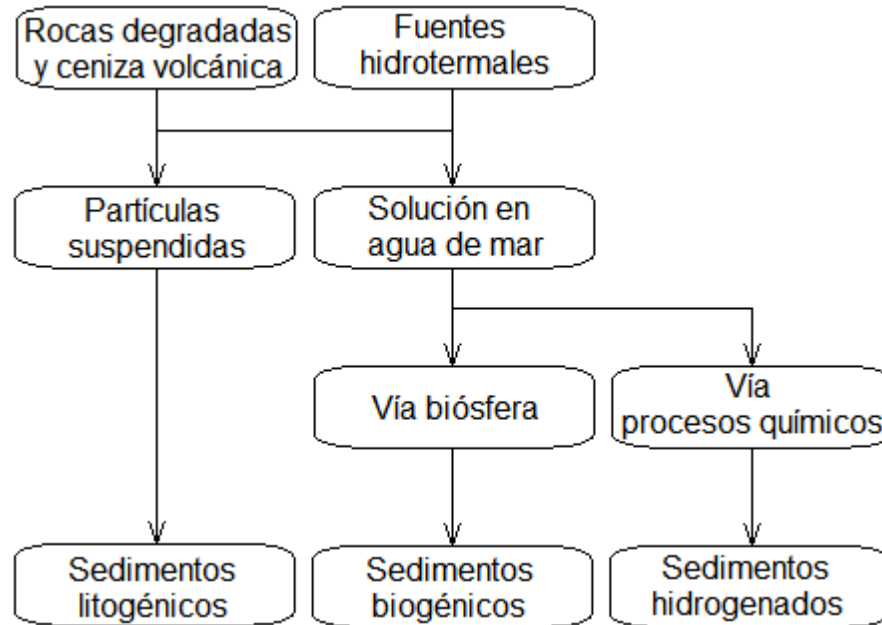 Rocas degradadas
y ceniza volcánica
Fuentes
hidrotermales
Partículas
suspendidas
Solución en
agua de mar
Vía biósfera
Vía
procesos químicos
Sedimentos
litogénicos
Sedimentos
biogénicos
Sedimentos
hidrogenados